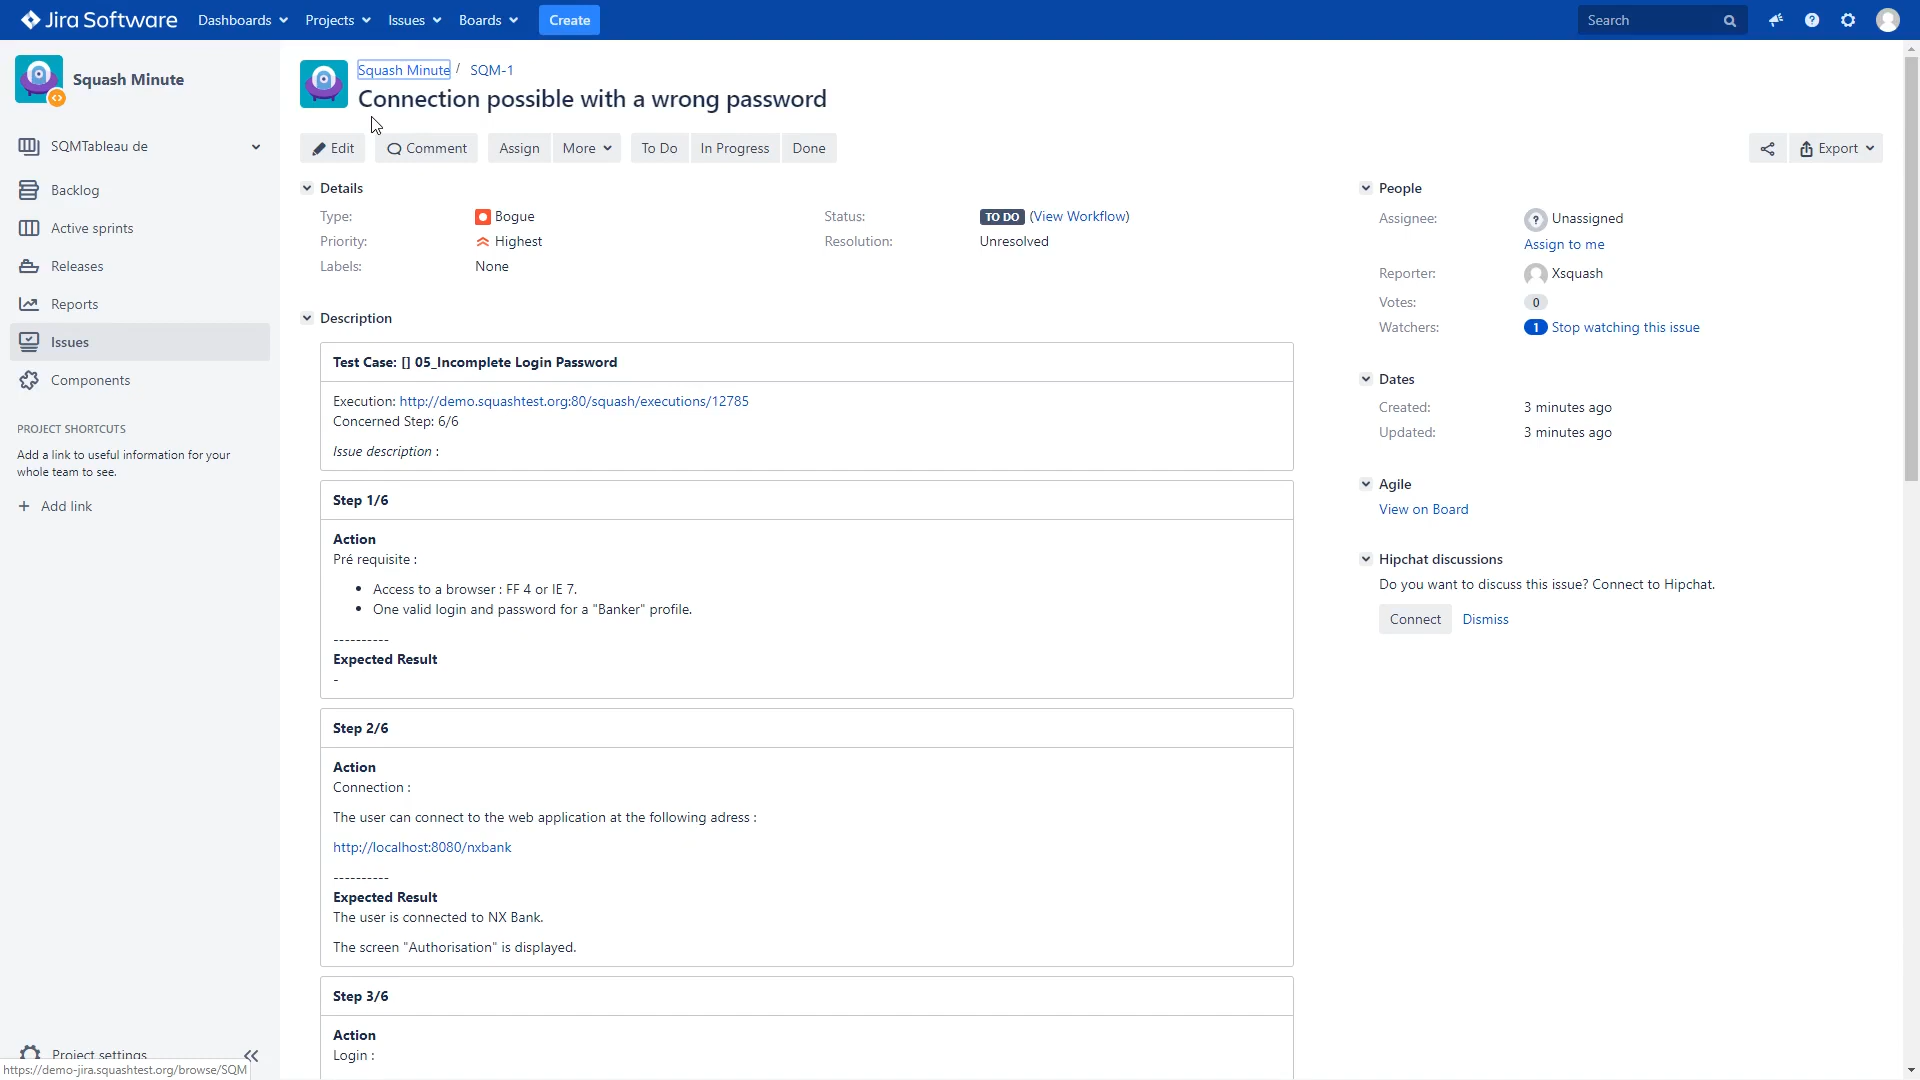 Jira Software Dashboards Projects Issues Boards Create Search
Squash Minute
SQMTableau de
Backlog
Active sprints
Releases
Reports
Issues
Components
PROJECT SHORTCUTS
Add a link to useful information for your
whole team to see.
+ Add link
Project settings
https://demo-jira.squashtest.org/browse/SQM
Squash Minute / SQM-1
Connection possible with a wrong password
Edit Comment Assign More To Do In Progress Done Export
Details
Type: Bogue Status: TO DO (View Workflow)
Priority: Highest Resolution: Unresolved
Labels: None
Description
Test Case: [] 05_Incomplete Login Password
Execution: http://demo.squashtest.org:80/squash/executions/12785
Concerned Step: 6/6
Issue description :
Step 1/6
Action
Pré requisite :
• Access to a browser : FF 4 or IE 7.
• One valid login and password for a "Banker" profile.
----------
Expected Result
-
Step 2/6
Action
Connection :
The user can connect to the web application at the following adress :
http://localhost:8080/nxbank
----------
Expected Result
The user is connected to NX Bank.
The screen "Authorisation" is displayed.
Step 3/6
Action
Login :
People
Assignee: Unassigned
Assign to me
Reporter: Xsquash
Votes: 0
Watchers: 1 Stop watching this issue
Dates
Created: 3 minutes ago
Updated: 3 minutes ago
Agile
View on Board
Hipchat discussions
Do you want to discuss this issue? Connect to Hipchat.
Connect Dismiss